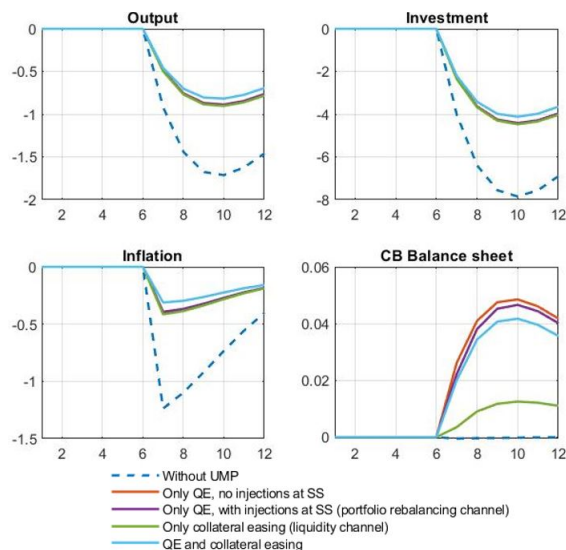 Output
0
-0.5
-1
-1.5
-2
2 4 6 8 10 12
Investment
0
-2
-4
-6
-8
2 4 6 8 10 12
Inflation
0
-0.5
-1
-1.5
2 4 6 8 10 12
CB Balance sheet
0.06
0.04
0.02
0
2 4 6 8 10 12
Without UMP
Only QE, no injections at SS
Only QE, with injections at SS (portfolio rebalancing channel)
Only collateral easing (liquidity channel)
QE and collateral easing